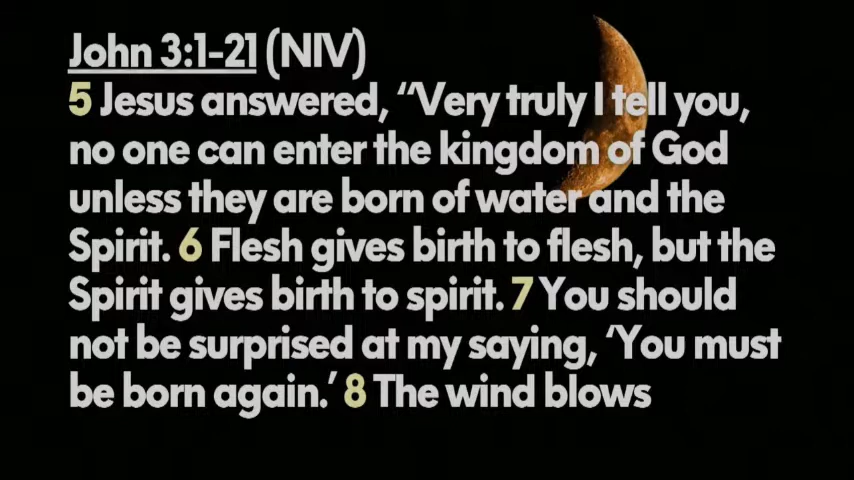 John 3:1-21 (NIV)
5 Jesus answered, “Very truly I tell you,
no one can enter the kingdom of God
unless they are born of water and the
Spirit. 6 Flesh gives birth to flesh, but the
Spirit gives birth to spirit. 7 You should
not be surprised at my saying, ‘You must
be born again.’ 8 The wind blows